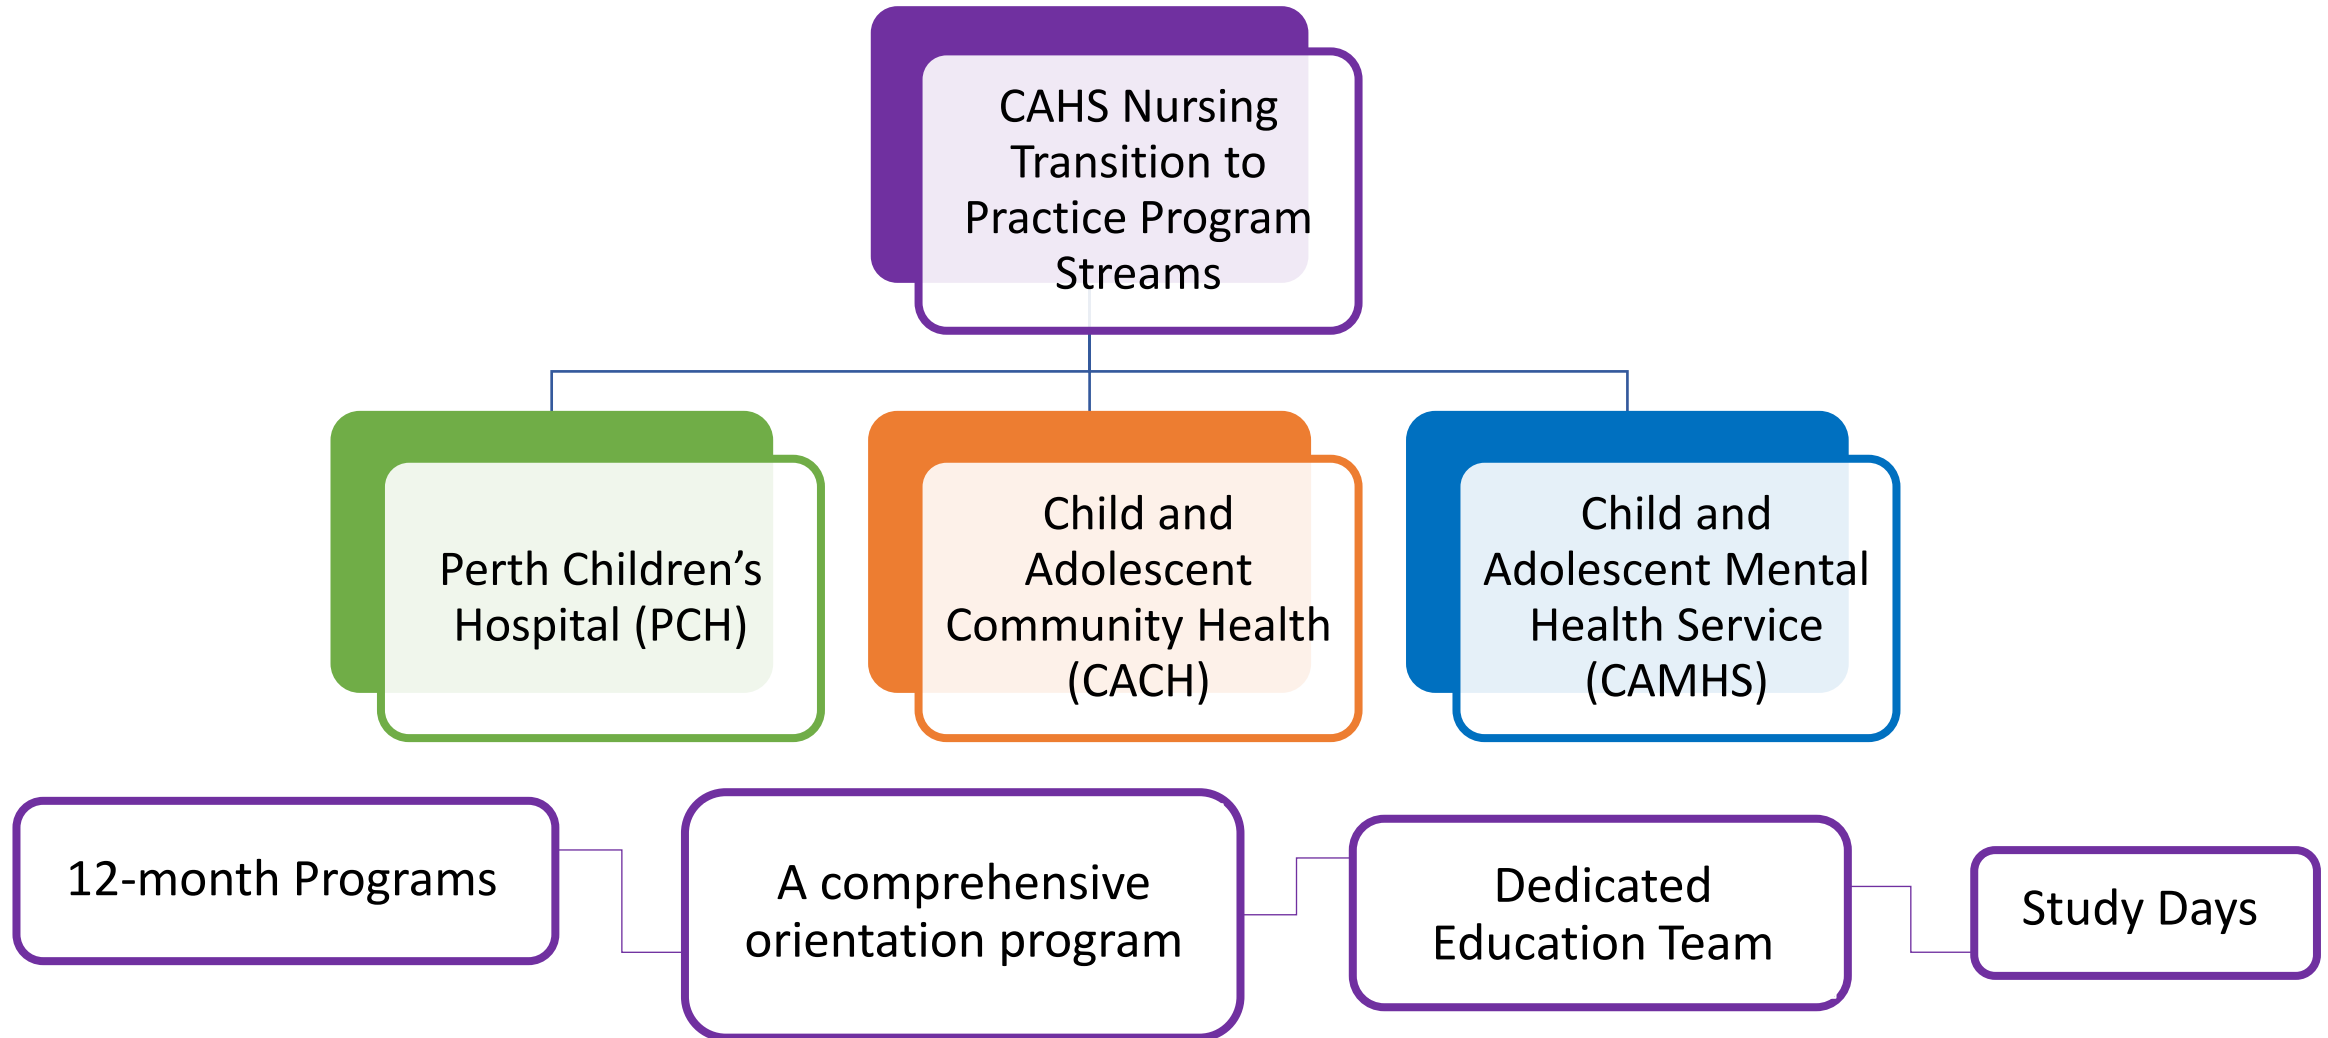 CAHS Nursing
Transition to
Practice Program
Streams
Perth Children’s
Hospital (PCH)
Child and
Adolescent
Community Health
(CACH)
Child and
Adolescent Mental
Health Service
(CAMHS)
12-month Programs
A comprehensive
orientation program
Dedicated
Education Team
Study Days